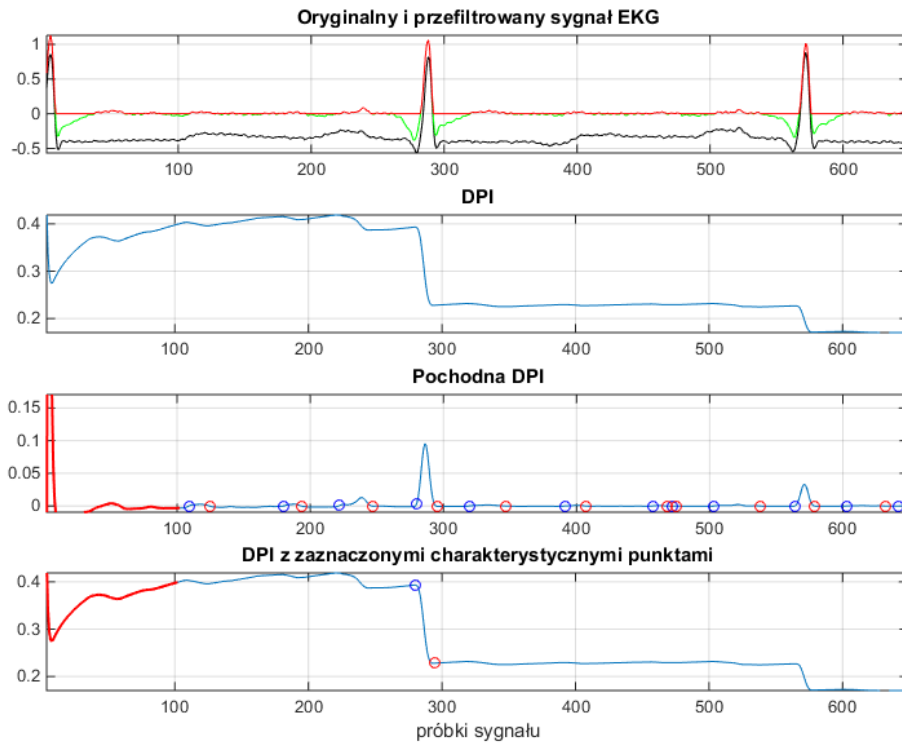 Oryginalny i przefiltrowany sygnał EKG
1
0.5
0
-0.5
100 200 300 400 500 600
DPI
0.4
0.3
0.2
100 200 300 400 500 600
Pochodna DPI
0.15
0.1
0.05
0
100 200 300 400 500 600
DPI z zaznaczonymi charakterystycznymi punktami
0.4
0.3
0.2
100 200 300 400 500 600
próbki sygnału